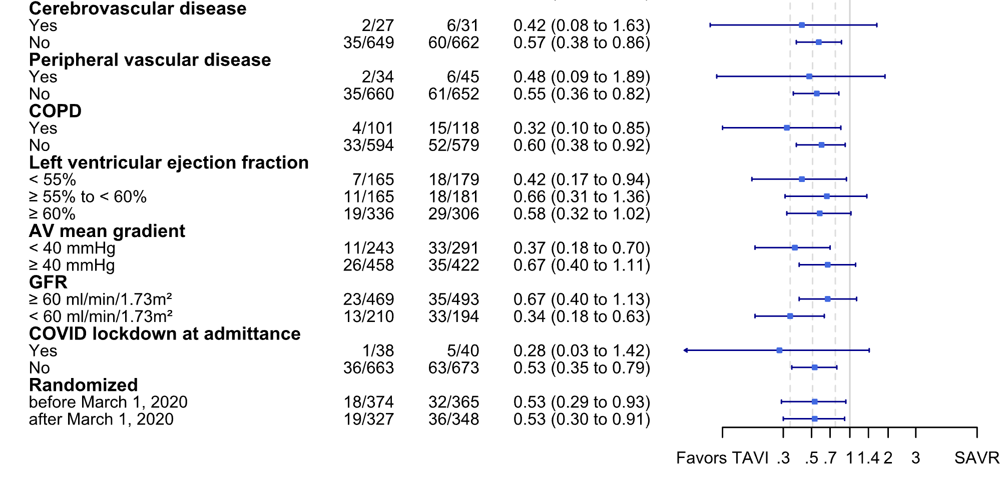 Cerebrovascular disease
Yes 2/27 6/31 0.42 (0.08 to 1.63)
No 35/649 60/662 0.57 (0.38 to 0.86)
Peripheral vascular disease
Yes 2/34 6/45 0.48 (0.09 to 1.89)
No 35/660 61/652 0.55 (0.36 to 0.82)
COPD
Yes 4/101 15/118 0.32 (0.10 to 0.85)
No 33/594 52/579 0.60 (0.38 to 0.92)
Left ventricular ejection fraction
< 55% 7/165 18/179 0.42 (0.17 to 0.94)
≥ 55% to < 60% 11/165 18/181 0.66 (0.31 to 1.36)
≥ 60% 19/336 29/306 0.58 (0.32 to 1.02)
AV mean gradient
< 40 mmHg 11/243 33/291 0.37 (0.18 to 0.70)
≥ 40 mmHg 26/458 35/422 0.67 (0.40 to 1.11)
GFR
≥ 60 ml/min/1.73m² 23/469 35/493 0.67 (0.40 to 1.13)
< 60 ml/min/1.73m² 13/210 33/194 0.34 (0.18 to 0.63)
COVID lockdown at admittance
Yes 1/38 5/40 0.28 (0.03 to 1.42)
No 36/663 63/673 0.53 (0.35 to 0.79)
Randomized
before March 1, 2020 18/374 32/365 0.53 (0.29 to 0.93)
after March 1, 2020 19/327 36/348 0.53 (0.30 to 0.91)
Favors TAVI .3 .5 .7 1 1.4 2 3 SAVR